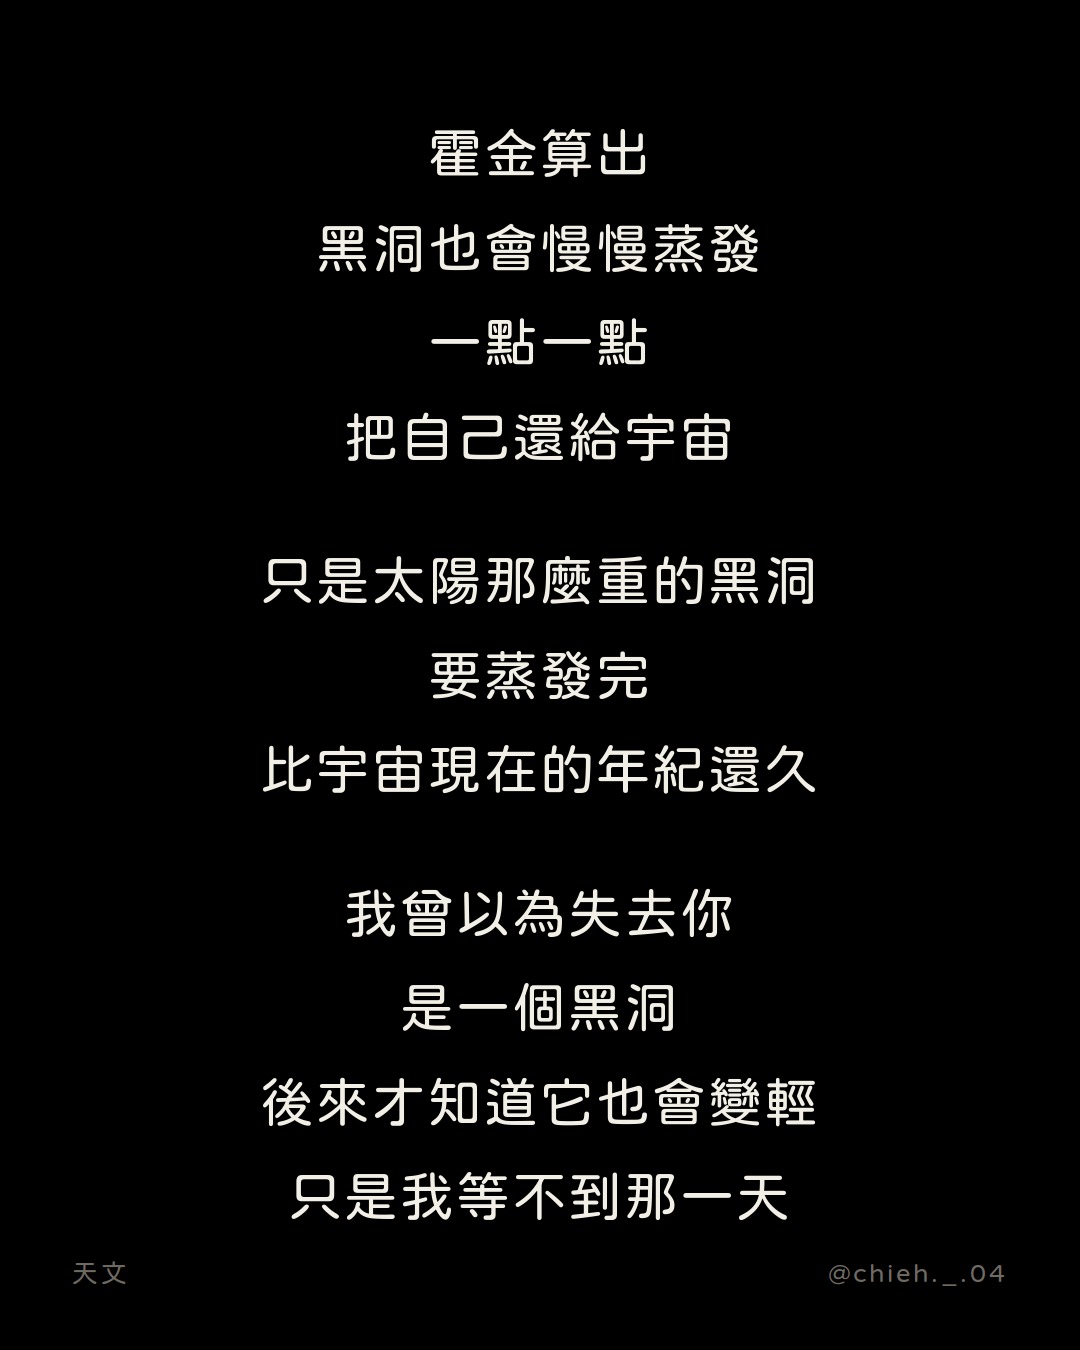 霍金算出
黑洞也會慢慢蒸發
一點一點
把自己還給宇宙
只是太陽那麼重的黑洞
要蒸發完
比宇宙現在的年紀還久
我曾以為失去你
是一個黑洞
後來才知道它也會變輕
只是我等不到那一天
天文
@chieh._.04